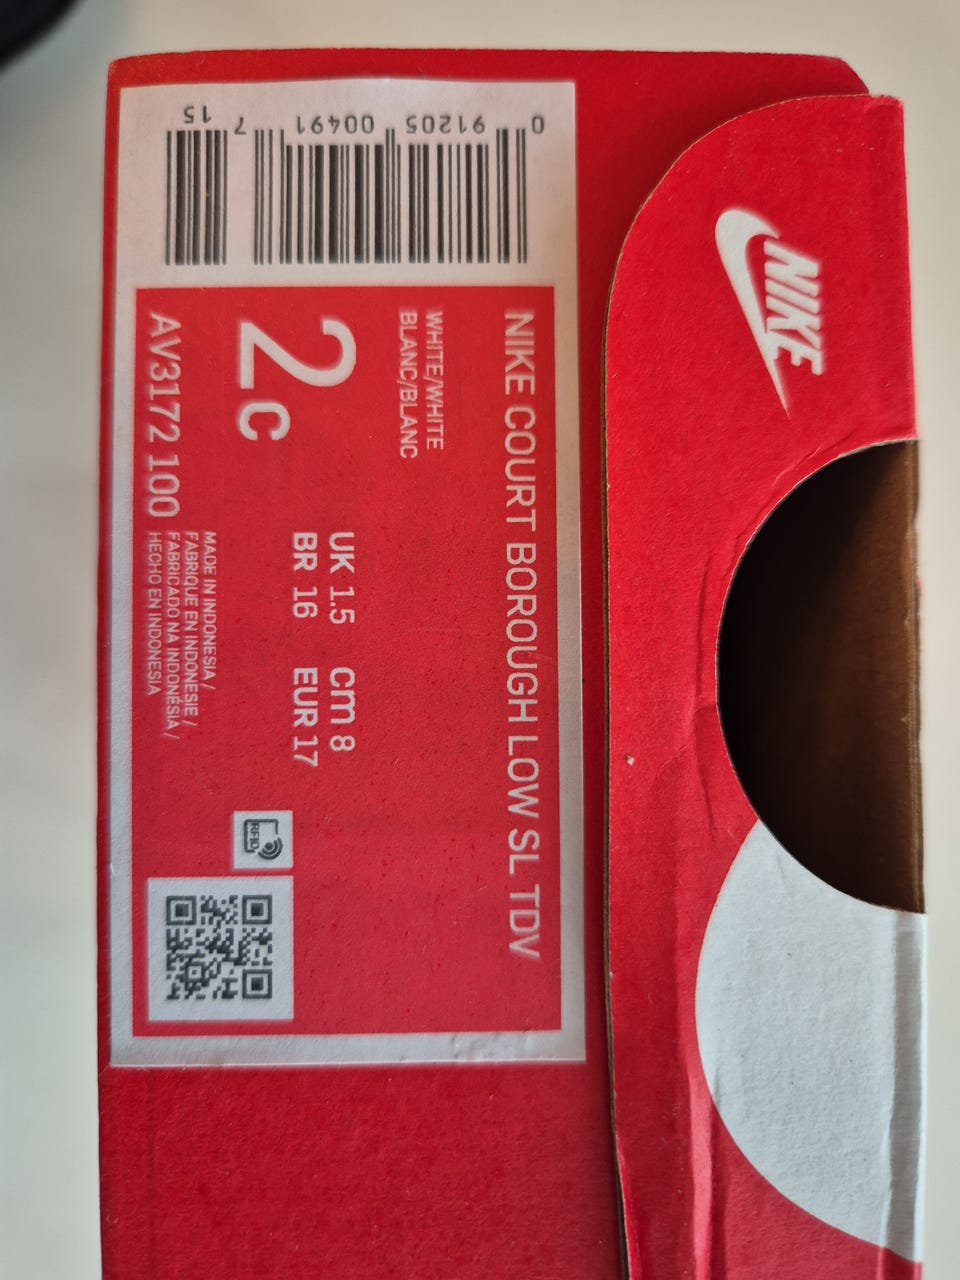 NIKE
NIKE COURT BOROUGH LOW SL TDV
WHITE/WHITE
BLANC/BLANC
2C
UK 1.5 cm 8
BR 16 EUR 17
AV3172 100
MADE IN INDONESIA /
FABRIQUE EN INDONESIE /
FABRICADO NA INDONÉSIA /
HECHO EN INDONESIA
RFID
0 91205 00491 7 15